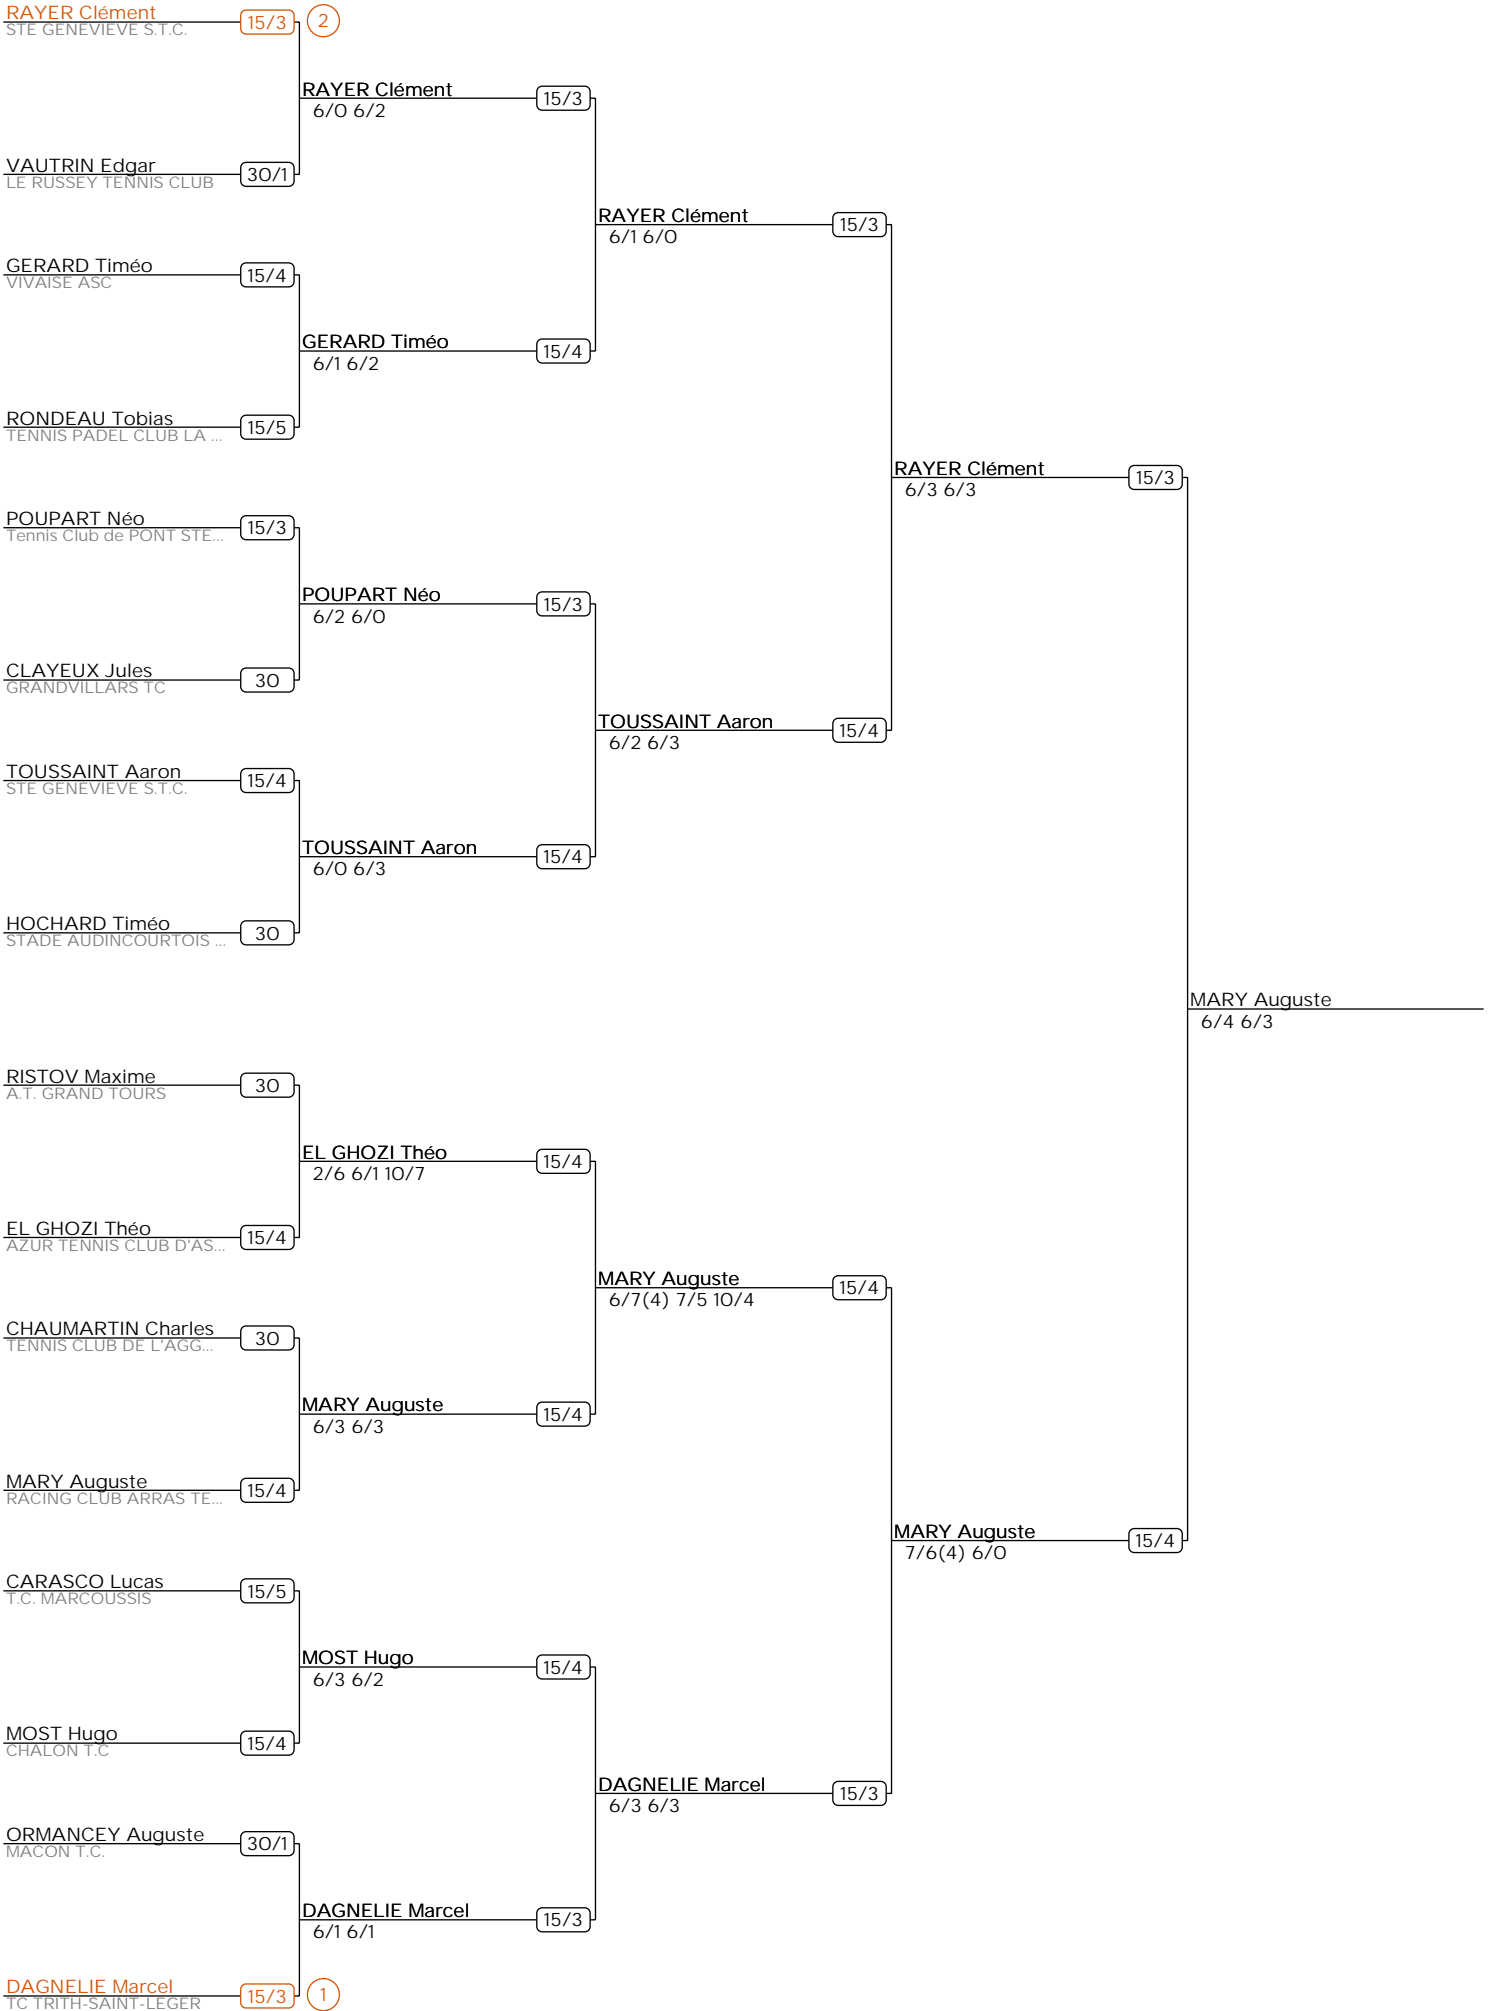 RAYER Clément
15/3
2
STE GENEVIEVE S.T.C.
RAYER Clément
15/3
6/0 6/2
VAUTRIN Edgar
30/1
LE RUSSEY TENNIS CLUB
RAYER Clément
15/3
6/1 6/0
GERARD Timéo
15/4
VIVAISE ASC
GERARD Timéo
15/4
6/1 6/2
RONDEAU Tobias
15/5
TENNIS PADEL CLUB LA ...
RAYER Clément
15/3
6/3 6/3
POUPART Néo
15/3
Tennis Club de PONT STE...
POUPART Néo
15/3
6/2 6/0
CLAYEUX Jules
30
GRANDVILLARS TC
TOUSSAINT Aaron
15/4
6/2 6/3
TOUSSAINT Aaron
15/4
STE GENEVIEVE S.T.C.
TOUSSAINT Aaron
15/4
6/0 6/3
HOCHARD Timéo
30
STADE AUDINCOURTOIS ...
MARY Auguste
6/4 6/3
RISTOV Maxime
30
A.T. GRAND TOURS
EL GHOZI Théo
15/4
2/6 6/1 10/7
EL GHOZI Théo
15/4
AZUR TENNIS CLUB D'AS...
MARY Auguste
15/4
6/7(4) 7/5 10/4
CHAUMARTIN Charles
30
TENNIS CLUB DE L'AGG...
MARY Auguste
15/4
6/3 6/3
MARY Auguste
15/4
RACING CLUB ARRAS TE...
MARY Auguste
15/4
7/6(4) 6/0
CARASCO Lucas
15/5
T.C. MARCOUSSIS
MOST Hugo
15/4
6/3 6/2
MOST Hugo
15/4
CHALON T.C
DAGNELIE Marcel
15/3
6/3 6/3
ORMANCEY Auguste
30/1
MACON T.C.
DAGNELIE Marcel
15/3
6/1 6/1
DAGNELIE Marcel
15/3
1
TC TRITH-SAINT-LEGER